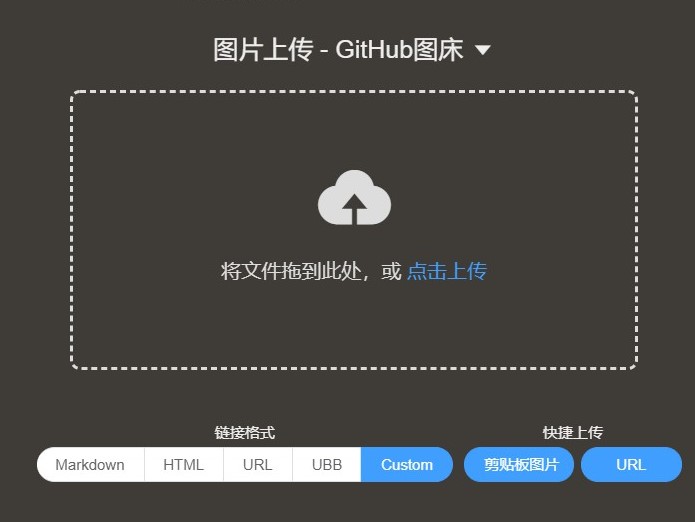 图片上传 - GitHub图床
将文件拖到此处，或 点击上传
链接格式
快捷上传
Markdown HTML URL UBB Custom
剪贴板图片 URL